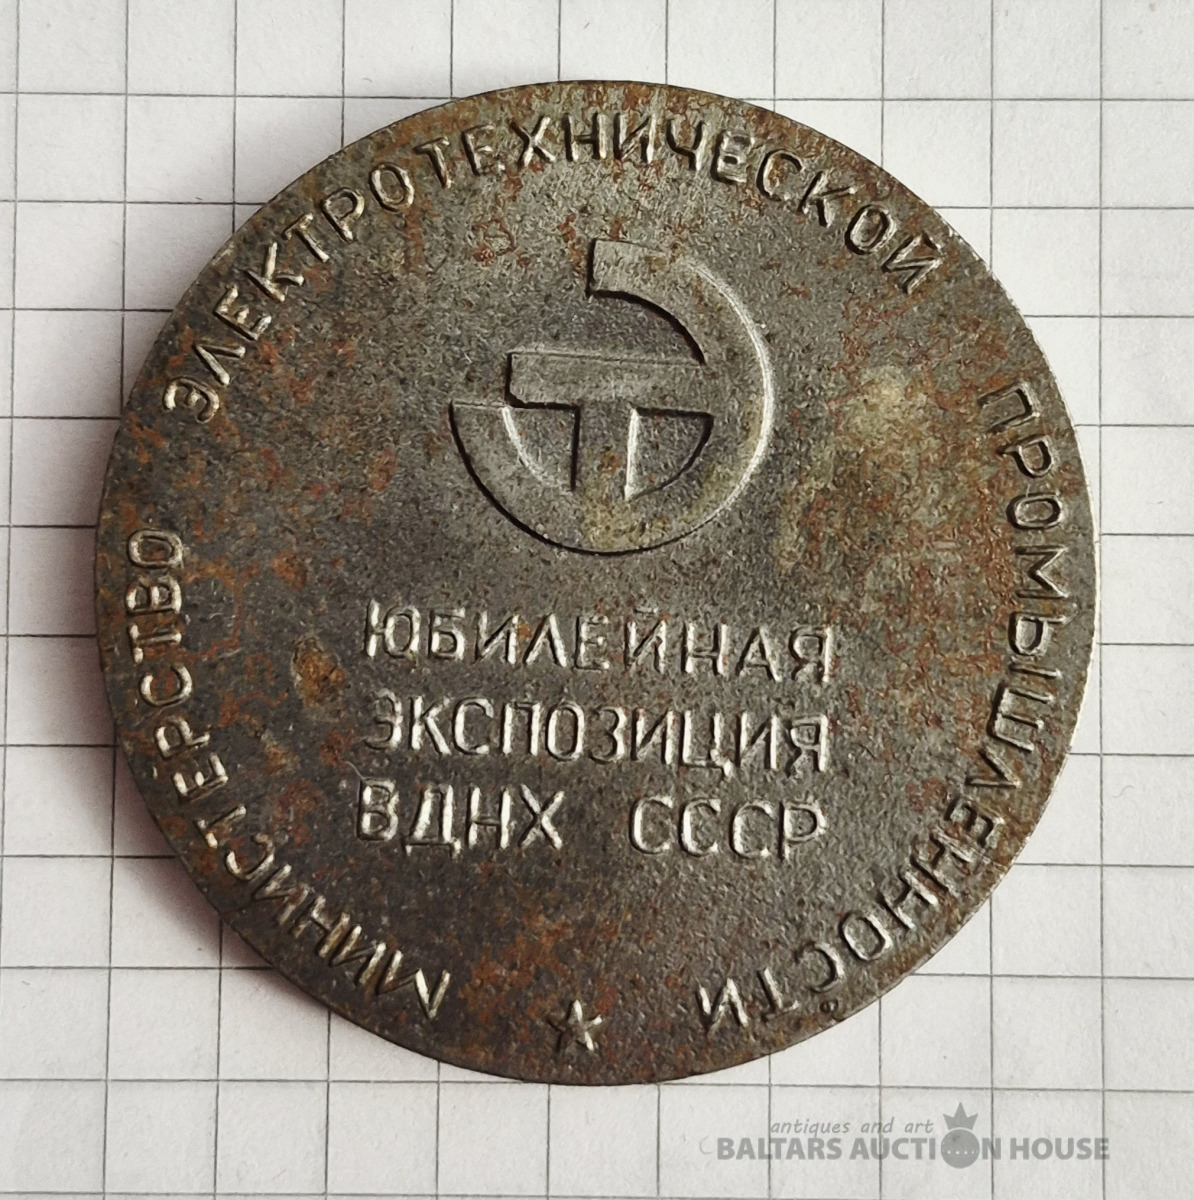 МИНИСТЕРСТВО ЭЛЕКТРОТЕХНИЧЕСКОЙ ПРОМЫШЛЕННОСТИ
ЮБИЛЕЙНАЯ
ЭКСПОЗИЦИЯ
ВДНХ СССР
antiques and art
BALTARS AUCTION HOUSE